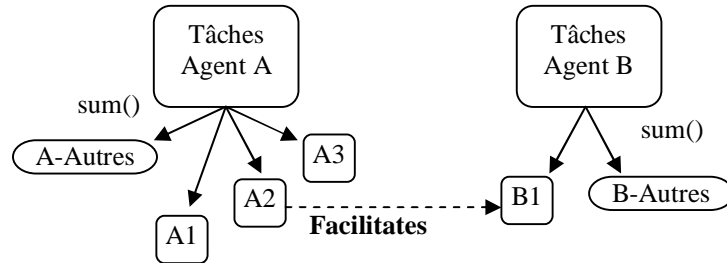 Tâches
Agent A
Tâches
Agent B
sum()
sum()
A-Autres
A3
A2
B1
B-Autres
Facilitates
A1